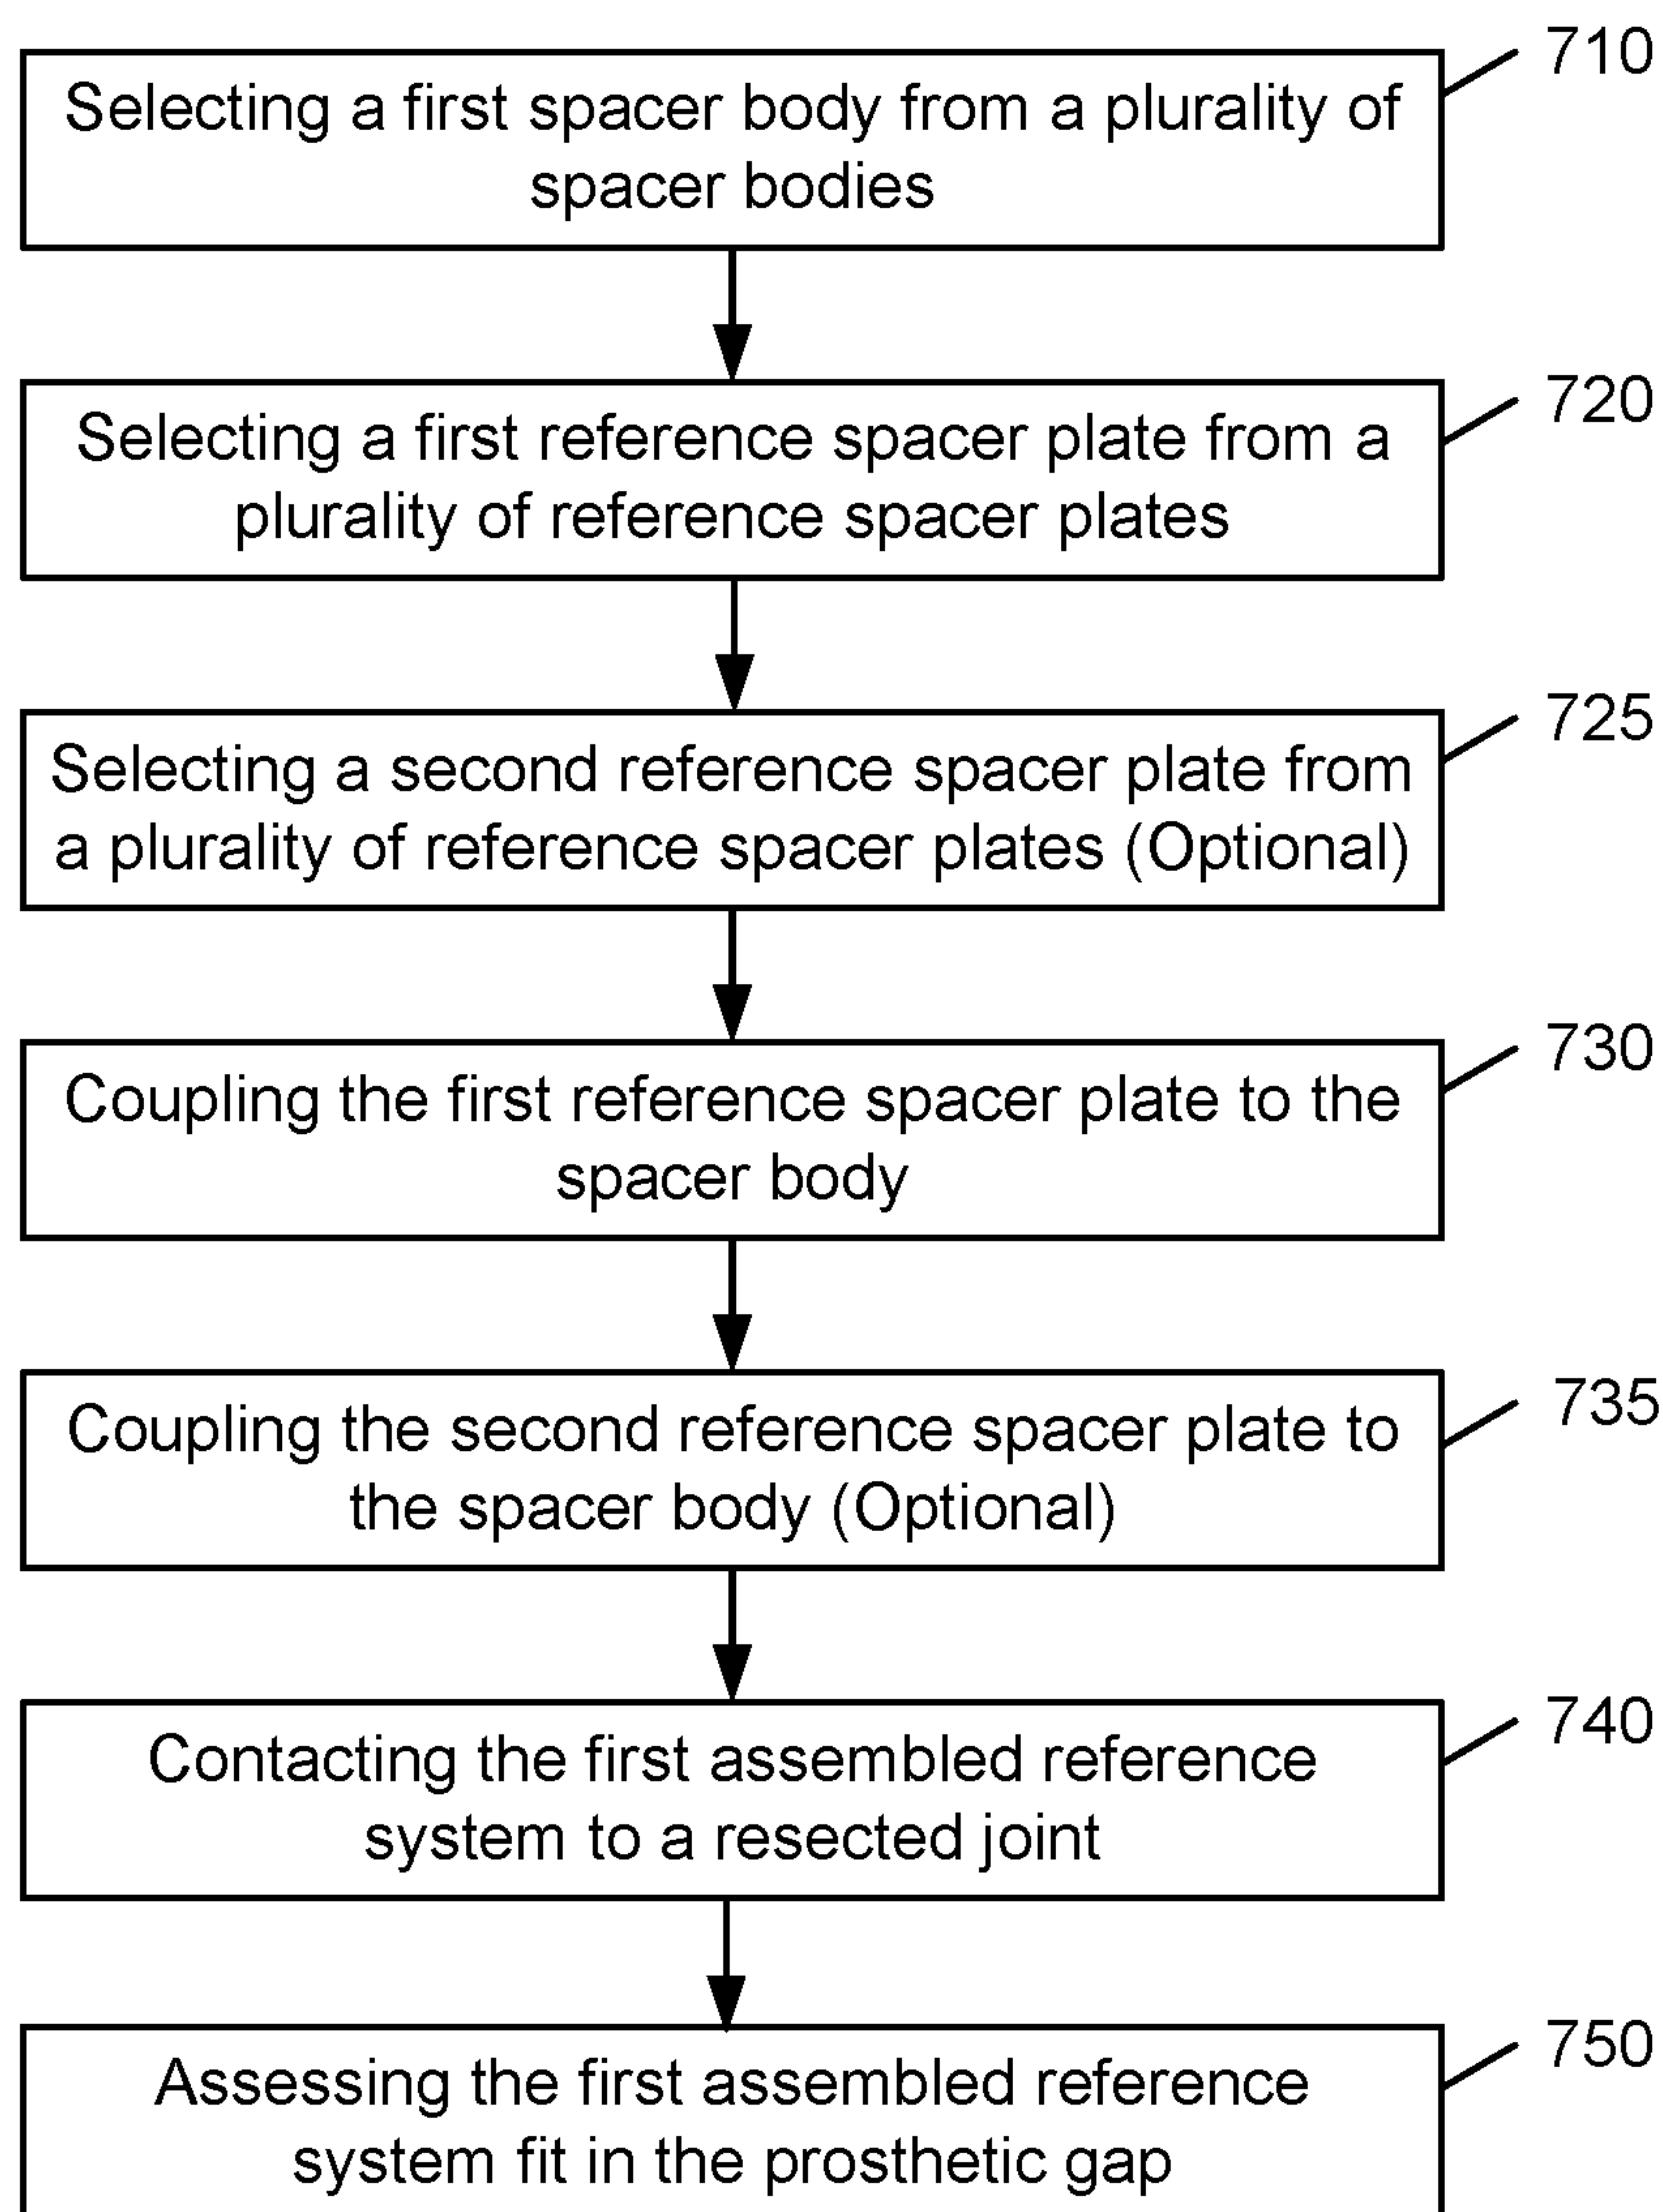 710
Selecting a first spacer body from a plurality of
spacer bodies
720
Selecting a first reference spacer plate from a
plurality of reference spacer plates
725
Selecting a second reference spacer plate from
a plurality of reference spacer plates (Optional)
730
Coupling the first reference spacer plate to the
spacer body
735
Coupling the second reference spacer plate to
the spacer body (Optional)
740
Contacting the first assembled reference
system to a resected joint
750
Assessing the first assembled reference
system fit in the prosthetic gap